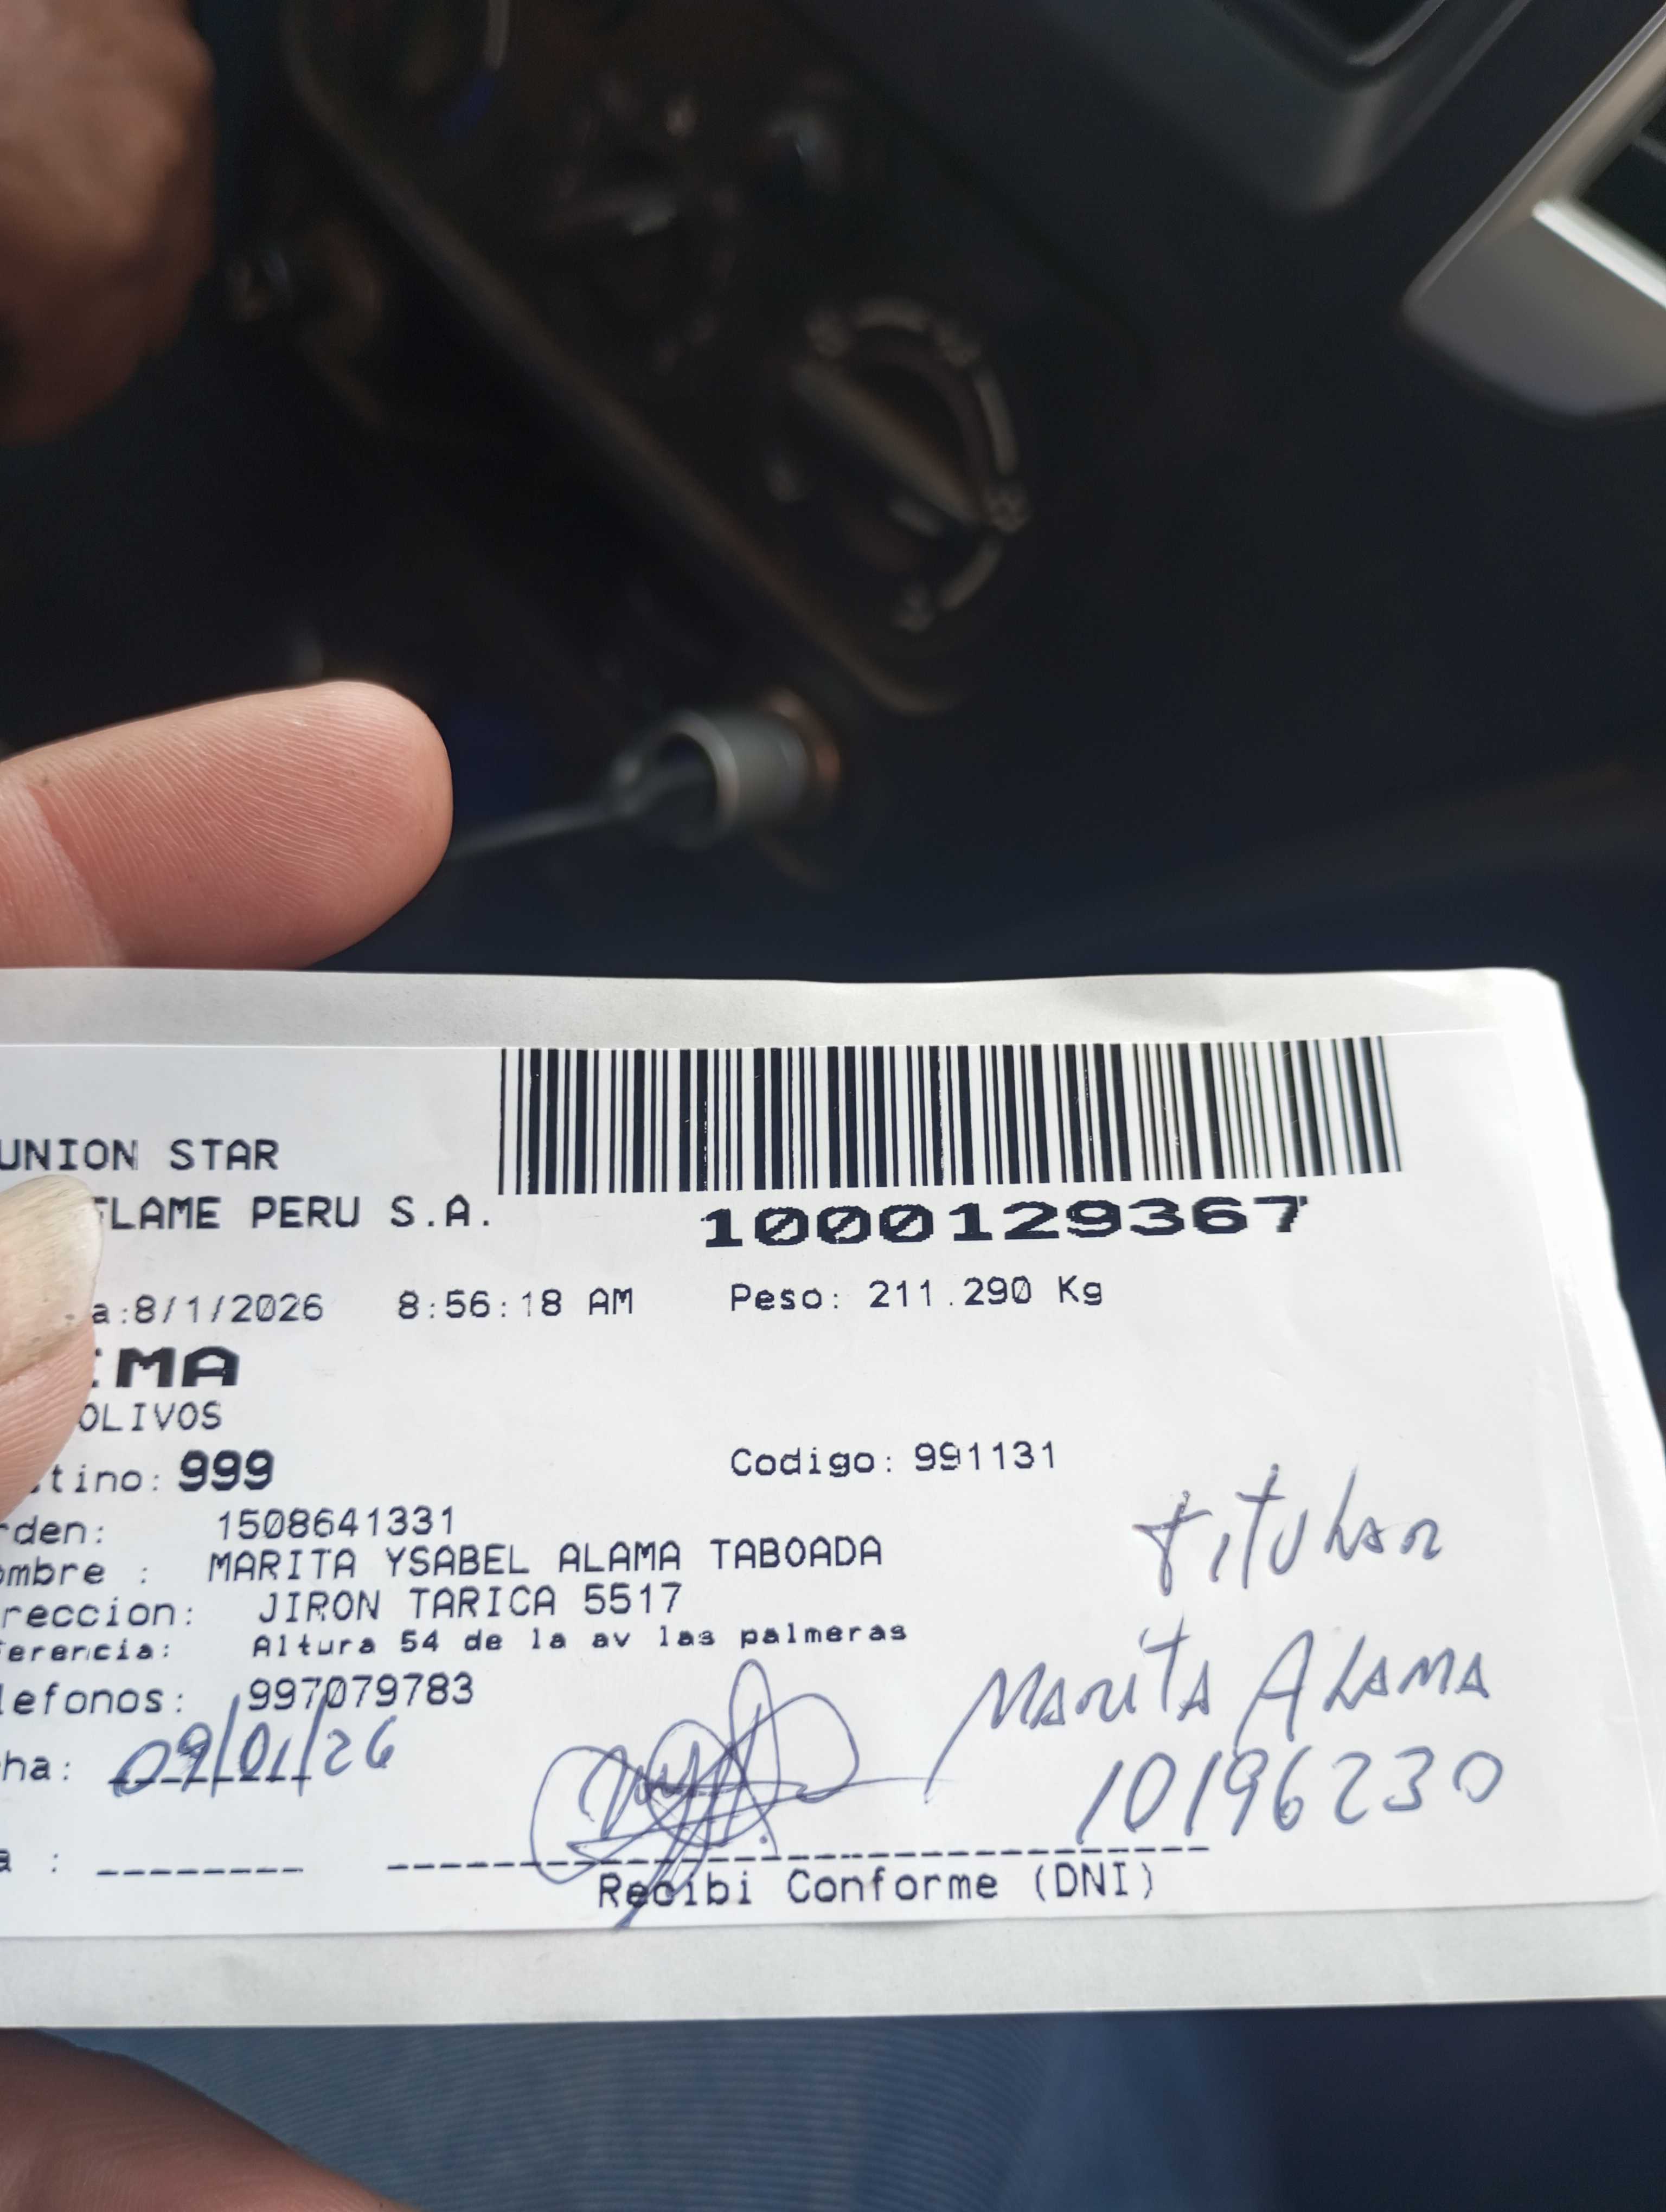 UNION STAR
FLAME PERU S.A.
1000129367
a:8/1/2026 8:56:18 AM Peso: 211.290 Kg
IMA
OLIVOS
tino: 999 Codigo: 991131
rden: 1508641331
ombre : MARITA YSABEL ALAMA TABOADA
reccion: JIRON TARICA 5517
ferencia: Altura 54 de la av las palmeras
lefonos: 997079783
ha: 09/01/26
a :
Recibi Conforme (DNI)
titular
Marita Alama
10196230